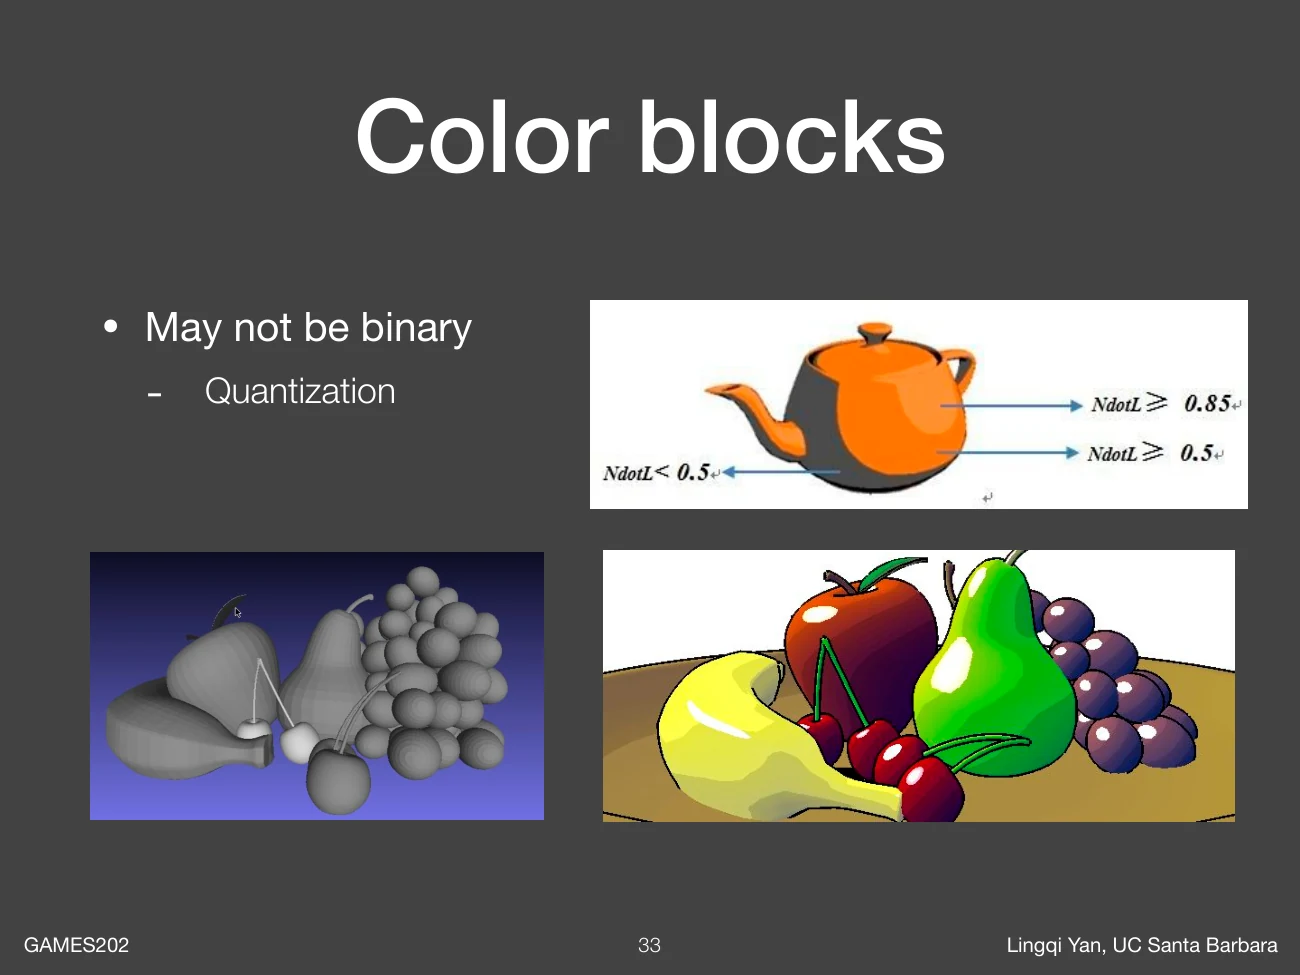 Color blocks
• May not be binary
- Quantization
NdotL ⩾ 0.85↵
NdotL ⩾ 0.5↵
NdotL< 0.5↵
↵
GAMES202
33
Lingqi Yan, UC Santa Barbara